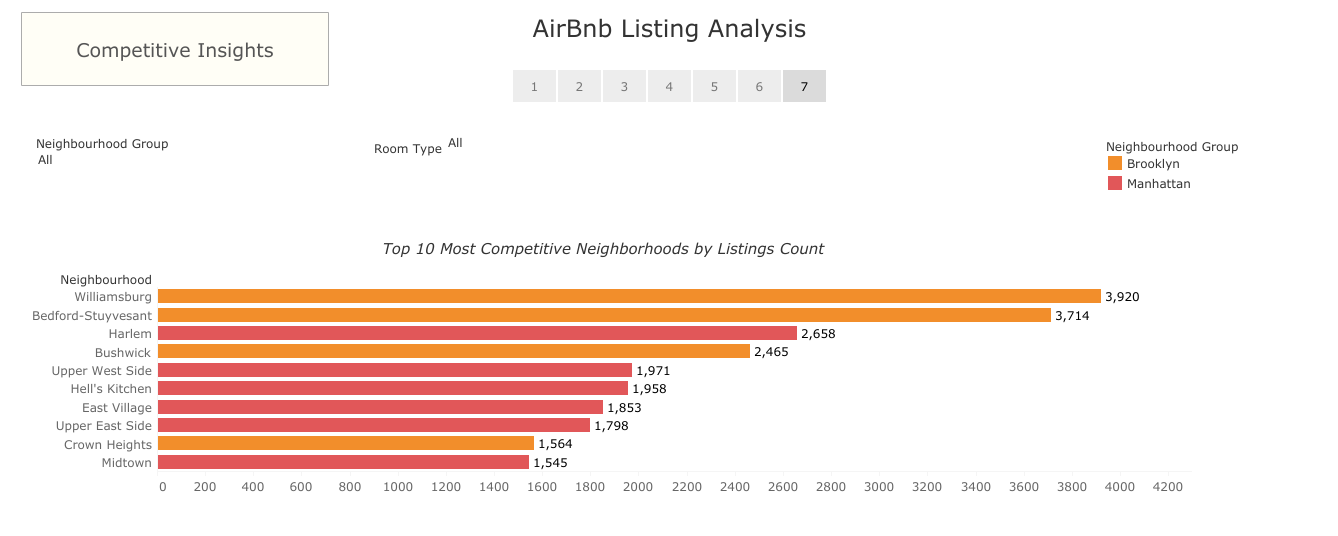 Competitive Insights
AirBnb Listing Analysis
1 2 3 4 5 6 7
Neighbourhood Group
All
Room Type All
Neighbourhood Group
Brooklyn
Manhattan
Top 10 Most Competitive Neighborhoods by Listings Count
Neighbourhood
Williamsburg 3,920
Bedford-Stuyvesant 3,714
Harlem 2,658
Bushwick 2,465
Upper West Side 1,971
Hell's Kitchen 1,958
East Village 1,853
Upper East Side 1,798
Crown Heights 1,564
Midtown 1,545
0 200 400 600 800 1000 1200 1400 1600 1800 2000 2200 2400 2600 2800 3000 3200 3400 3600 3800 4000 4200